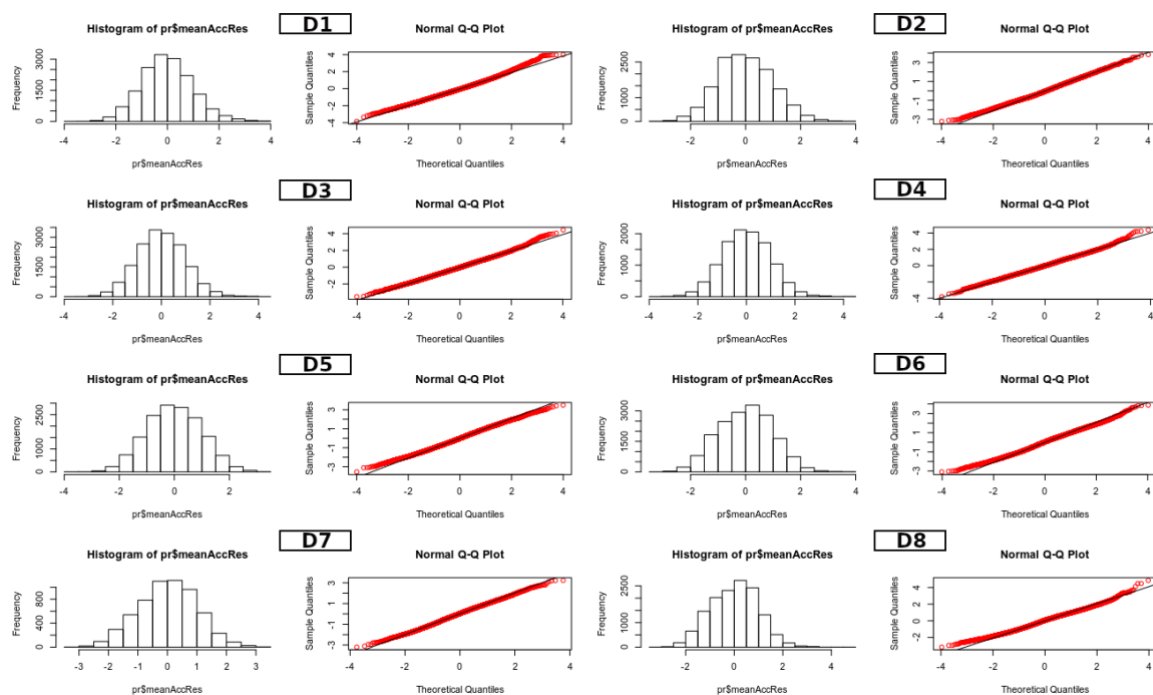 D1
Histogram of pr$meanAccRes
Normal Q-Q Plot
Frequency
0 1500 3000
-4 -2 0 2 4
pr$meanAccRes
Sample Quantiles
-4 -2 0 2 4
-4 -2 0 2 4
Theoretical Quantiles
D2
Histogram of pr$meanAccRes
Normal Q-Q Plot
Frequency
0 1000 2500
-2 0 2 4
pr$meanAccRes
Sample Quantiles
-3 -1 1 3
-4 -2 0 2 4
Theoretical Quantiles
D3
Histogram of pr$meanAccRes
Normal Q-Q Plot
Frequency
0 1500 3500
-4 -2 0 2 4
pr$meanAccRes
Sample Quantiles
-2 0 2 4
-4 -2 0 2 4
Theoretical Quantiles
D4
Histogram of pr$meanAccRes
Normal Q-Q Plot
Frequency
0 1000 2000
-4 -2 0 2 4
pr$meanAccRes
Sample Quantiles
-4 -2 0 2 4
-4 -2 0 2 4
Theoretical Quantiles
D5
Histogram of pr$meanAccRes
Normal Q-Q Plot
Frequency
0 1000 2500
-4 -2 0 2
pr$meanAccRes
Sample Quantiles
-3 -1 1 3
-4 -2 0 2 4
Theoretical Quantiles
D6
Histogram of pr$meanAccRes
Normal Q-Q Plot
Frequency
0 1500 3000
-2 0 2 4
pr$meanAccRes
Sample Quantiles
-3 -1 1 3
-4 -2 0 2 4
Theoretical Quantiles
D7
Histogram of pr$meanAccRes
Normal Q-Q Plot
Frequency
0 400 800
-3 -2 -1 0 1 2 3
pr$meanAccRes
Sample Quantiles
-3 -1 1 3
-4 -2 0 2 4
Theoretical Quantiles
D8
Histogram of pr$meanAccRes
Normal Q-Q Plot
Frequency
0 1000 2500
-2 0 2 4
pr$meanAccRes
Sample Quantiles
-2 0 2 4
-4 -2 0 2 4
Theoretical Quantiles